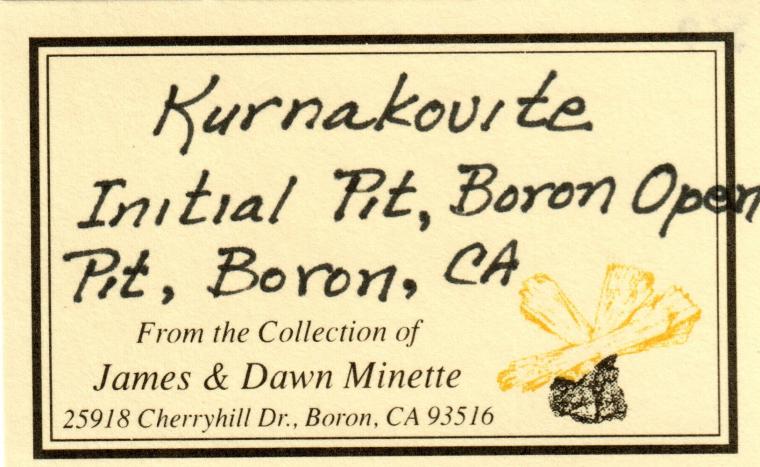 Kurnakovite
Initial Pit, Boron Open
Pit, Boron, CA
From the Collection of
James & Dawn Minette
25918 Cherryhill Dr., Boron, CA 93516